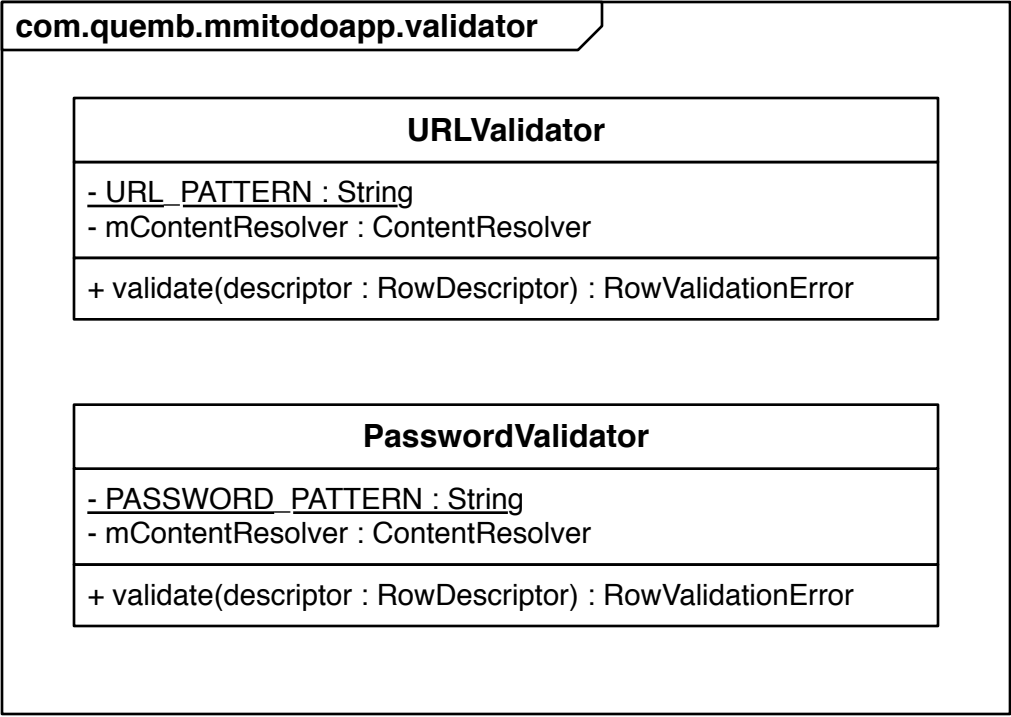 com.quemb.mmitodoapp.validator
URLValidator
- URL_PATTERN : String
- mContentResolver : ContentResolver
+ validate(descriptor : RowDescriptor) : RowValidationError
PasswordValidator
- PASSWORD_PATTERN : String
- mContentResolver : ContentResolver
+ validate(descriptor : RowDescriptor) : RowValidationError